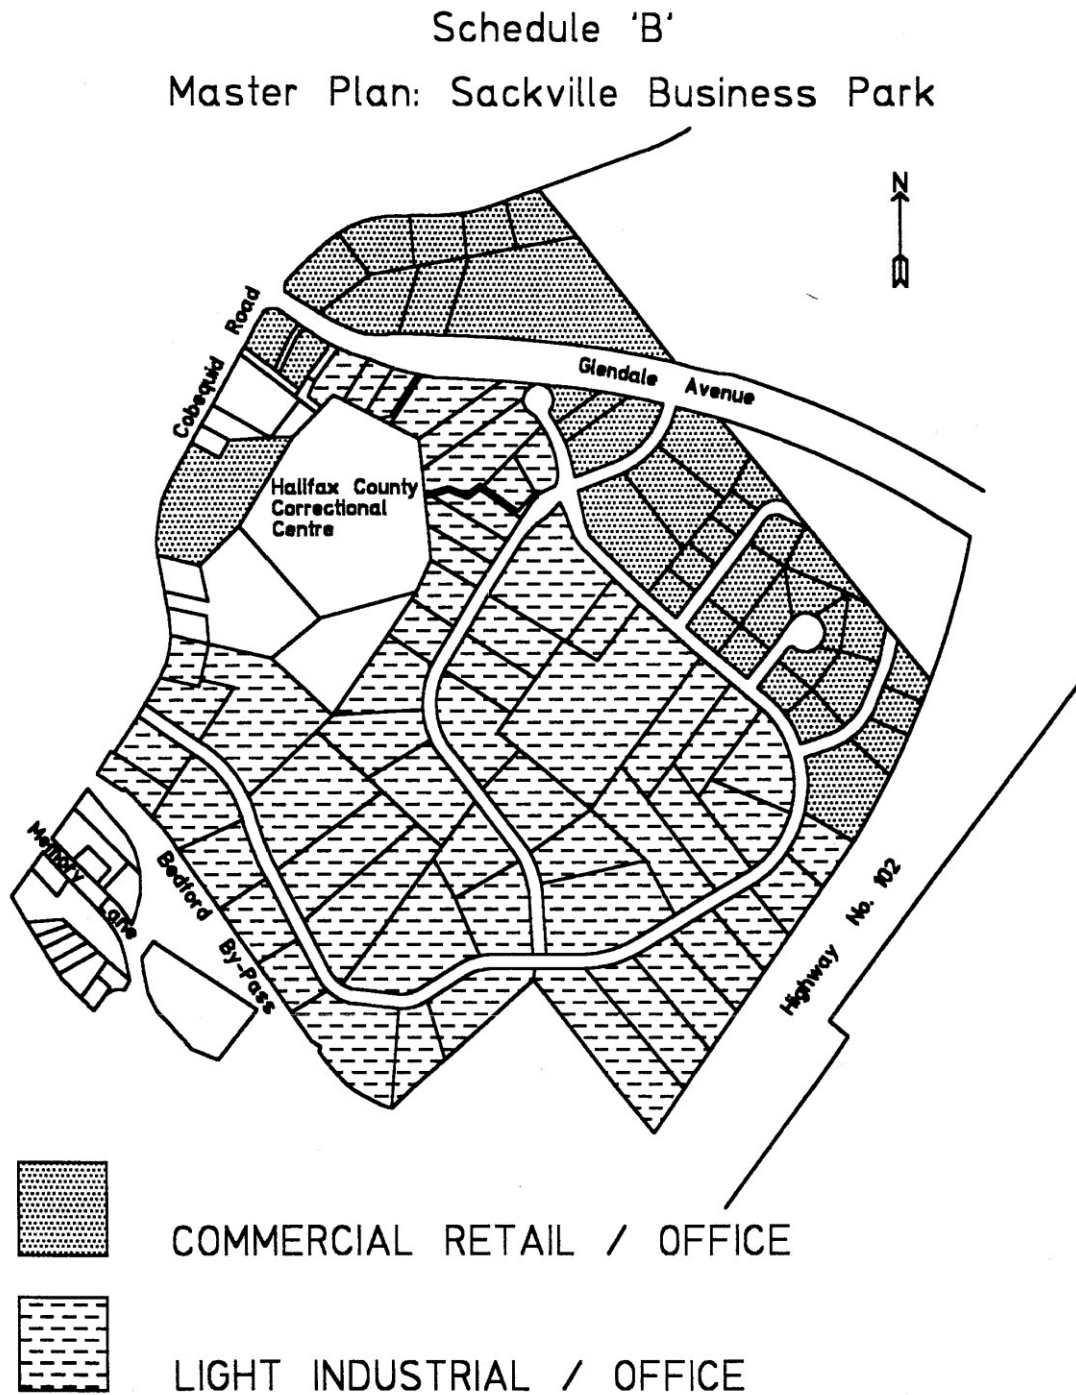 Schedule 'B'
Master Plan: Sackville Business Park
N
Cobequid Road
Glendale Avenue
Halifax County
Correctional
Centre
Memory Lane
Bedford By-Pass
Highway No. 102
COMMERCIAL RETAIL / OFFICE
LIGHT INDUSTRIAL / OFFICE